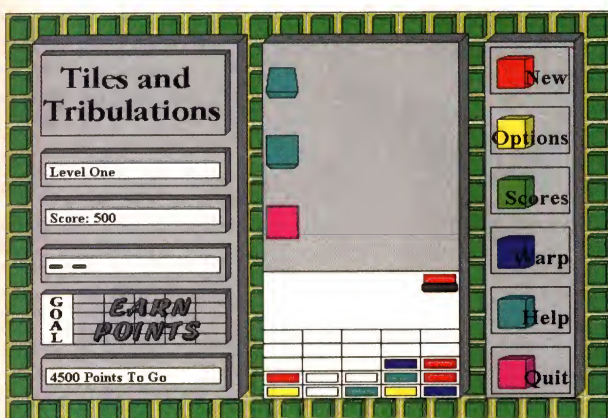 Tiles and
Tribulations
Level One
Score: 500
GOAL
EARN
POINTS
4500 Points To Go
New
Options
Scores
Warp
Help
Quit